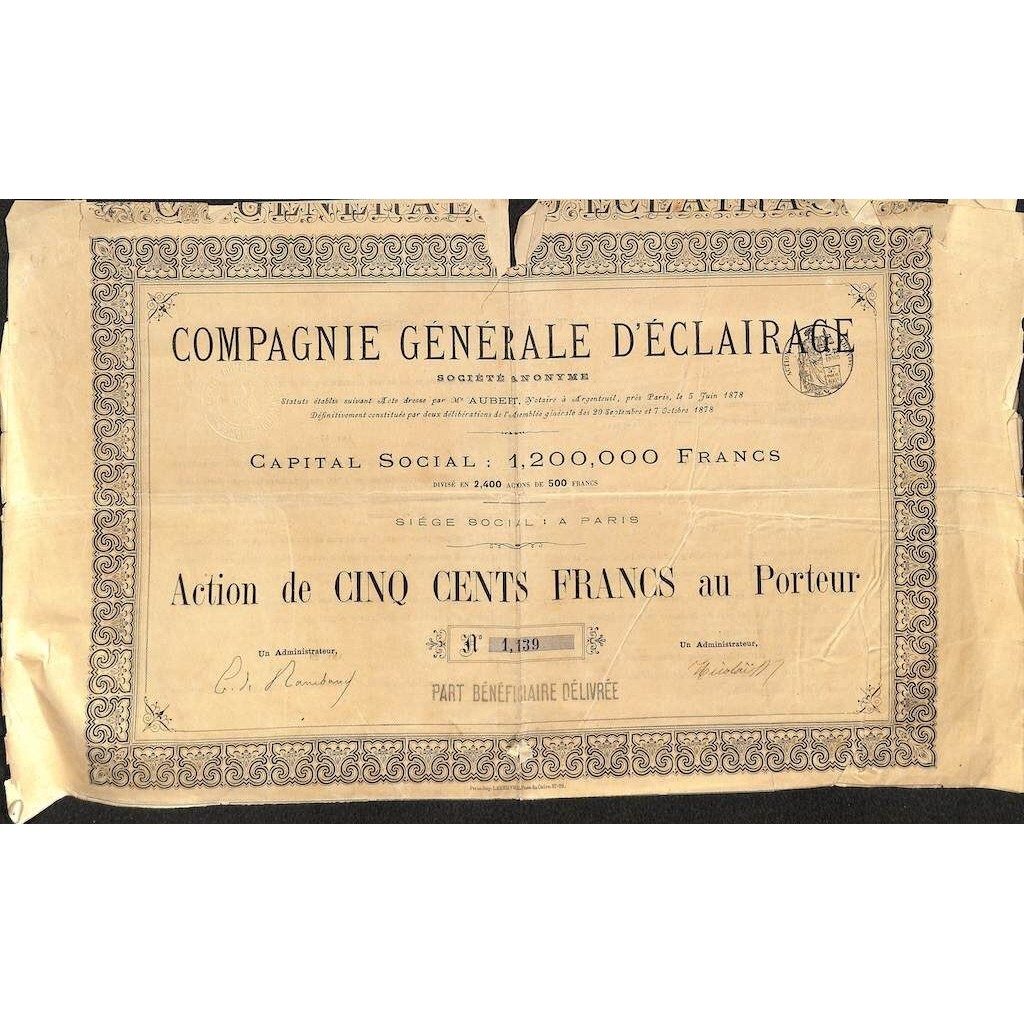 COMPAGNIE GÉNÉRALE D'ÉCLAIRAGE
SOCIÉTÉ ANONYME
Statuts établis suivant Acte dressé par Mᵉ AUBERT, Notaire à Argenteuil, près Paris, le 5 Juin 1878
Définitivement constituée par deux délibérations de l'Assemblée générale des 20 Septembre et 7 Octobre 1878
CAPITAL SOCIAL : 1,200,000 FRANCS
DIVISÉ EN 2,400 ACTIONS DE 500 FRANCS
SIÉGE SOCIAL : A PARIS
Action de CINQ CENTS FRANCS au Porteur
Nº 1,139
Un Administrateur,
Un Administrateur,
PART BÉNÉFICIAIRE DÉLIVRÉE